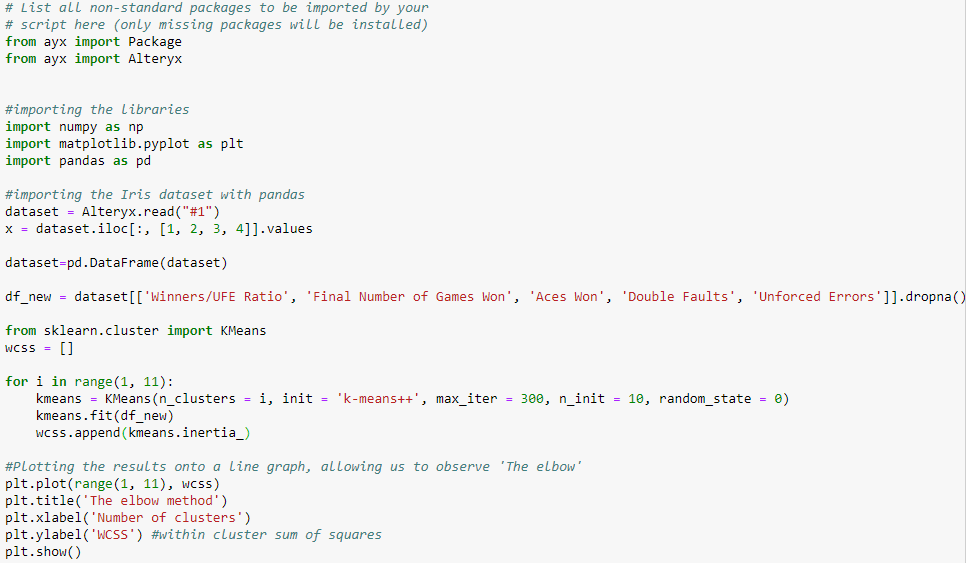 # List all non-standard packages to be imported by your
# script here (only missing packages will be installed)
from ayx import Package
from ayx import Alteryx
#importing the libraries
import numpy as np
import matplotlib.pyplot as plt
import pandas as pd
#importing the Iris dataset with pandas
dataset = Alteryx.read("#1")
x = dataset.iloc[:, [1, 2, 3, 4]].values
dataset=pd.DataFrame(dataset)
df_new = dataset[['Winners/UFE Ratio', 'Final Number of Games Won', 'Aces Won', 'Double Faults', 'Unforced Errors']].dropna()
from sklearn.cluster import KMeans
wcss = []
for i in range(1, 11):
    kmeans = KMeans(n_clusters = i, init = 'k-means++', max_iter = 300, n_init = 10, random_state = 0)
    kmeans.fit(df_new)
    wcss.append(kmeans.inertia_)
#Plotting the results onto a line graph, allowing us to observe 'The elbow'
plt.plot(range(1, 11), wcss)
plt.title('The elbow method')
plt.xlabel('Number of clusters')
plt.ylabel('WCSS') #within cluster sum of squares
plt.show()